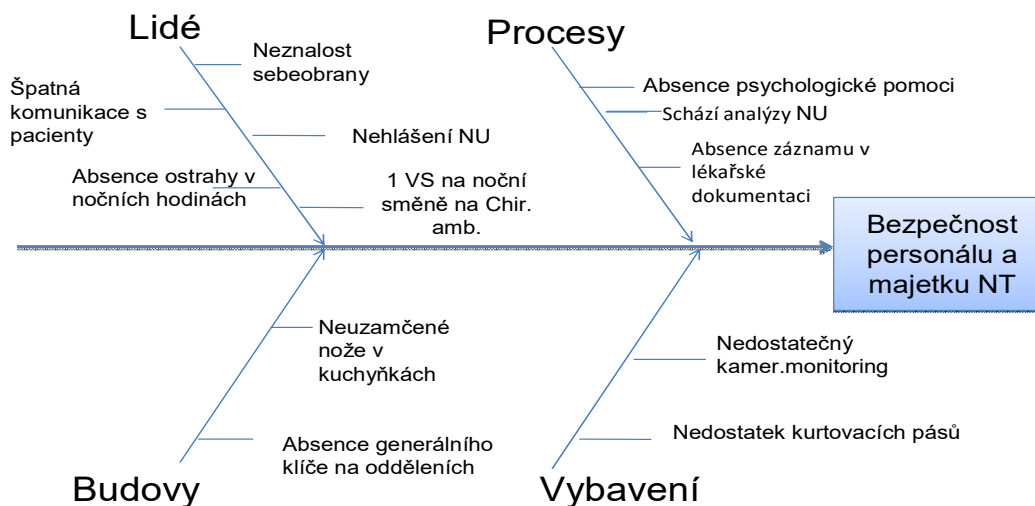 Lidé
Neznalost
sebeobrany
Špatná
komunikace s
pacienty
Nehlášení NU
Absence ostrahy v
nočních hodinách
1 VS na noční
směně na Chir.
amb.
Procesy
Absence psychologické pomoci
Schází analýzy NU
Absence záznamu v
lékařské
dokumentaci
Bezpečnost
personálu a
majetku NT
Neuzamčené
nože v
kuchyňkách
Absence generálního
klíče na odděleních
Budovy
Nedostatečný
kamer.monitoring
Nedostatek kurtovacích pásů
Vybavení